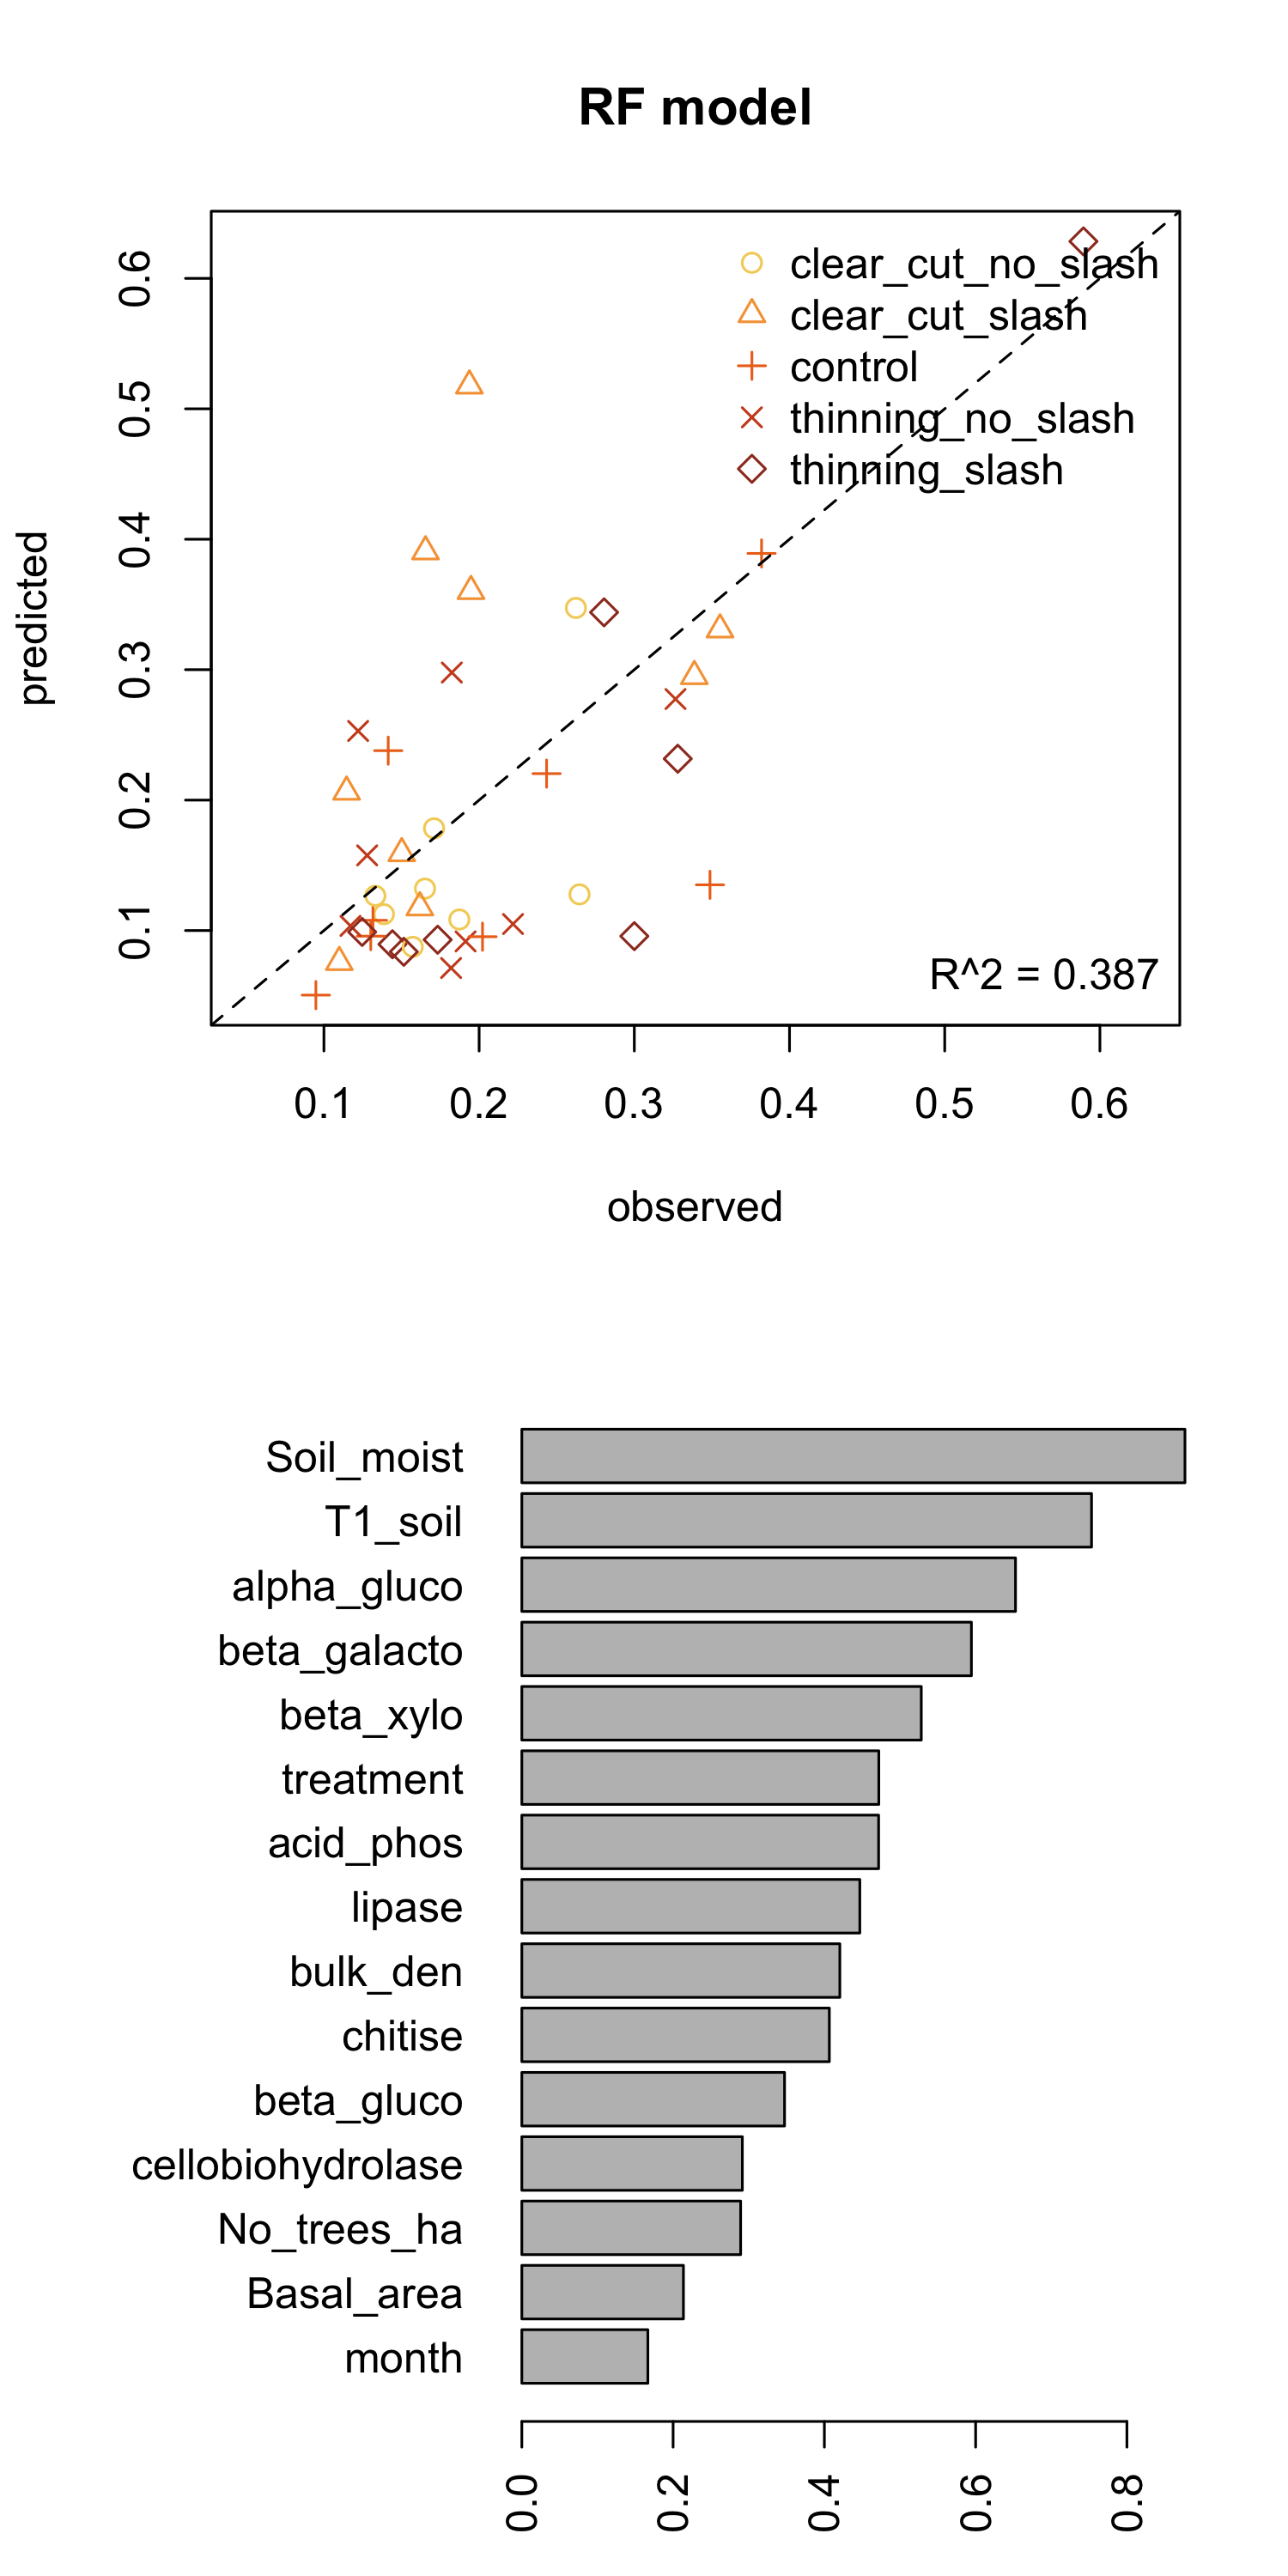 RF model
clear_cut_no_slash
clear_cut_slash
control
thinning_no_slash
thinning_slash
predicted
0.6
0.5
0.4
0.3
0.2
0.1
R^2 = 0.387
0.1 0.2 0.3 0.4 0.5 0.6
observed
Soil_moist
T1_soil
alpha_gluco
beta_galacto
beta_xylo
treatment
acid_phos
lipase
bulk_den
chitise
beta_gluco
cellobiohydrolase
No_trees_ha
Basal_area
month
0.0 0.2 0.4 0.6 0.8